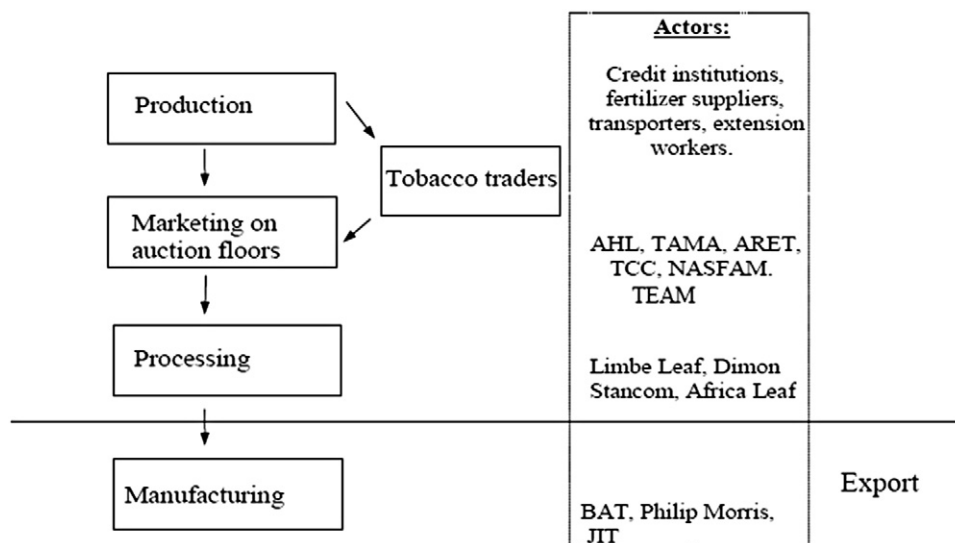 Production
Tobacco traders
Marketing on
auction floors
Processing
Manufacturing
Actors:
Credit institutions,
fertilizer suppliers,
transporters, extension
workers.
AHL, TAMA, ARET,
TCC, NASFAM.
TEAM
Limbe Leaf, Dimon
Stancom, Africa Leaf
BAT, Philip Morris,
JIT
Export